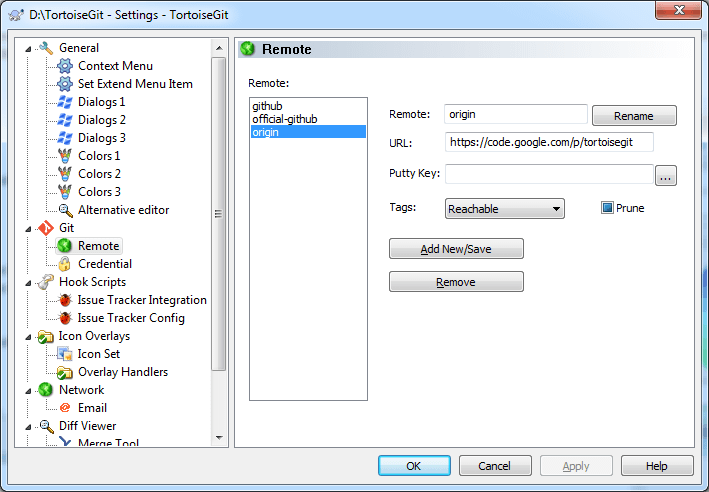 D:\TortoiseGit - Settings - TortoiseGit
General
Context Menu
Set Extend Menu Item
Dialogs 1
Dialogs 2
Dialogs 3
Colors 1
Colors 2
Colors 3
Alternative editor
Git
Remote
Credential
Hook Scripts
Issue Tracker Integration
Issue Tracker Config
Icon Overlays
Icon Set
Overlay Handlers
Network
Email
Diff Viewer
Merge Tool
Remote
Remote:
github
official-github
origin
Remote: origin Rename
URL: https://code.google.com/p/tortoisegit
Putty Key: ...
Tags: Reachable Prune
Add New/Save
Remove
OK Cancel Apply Help